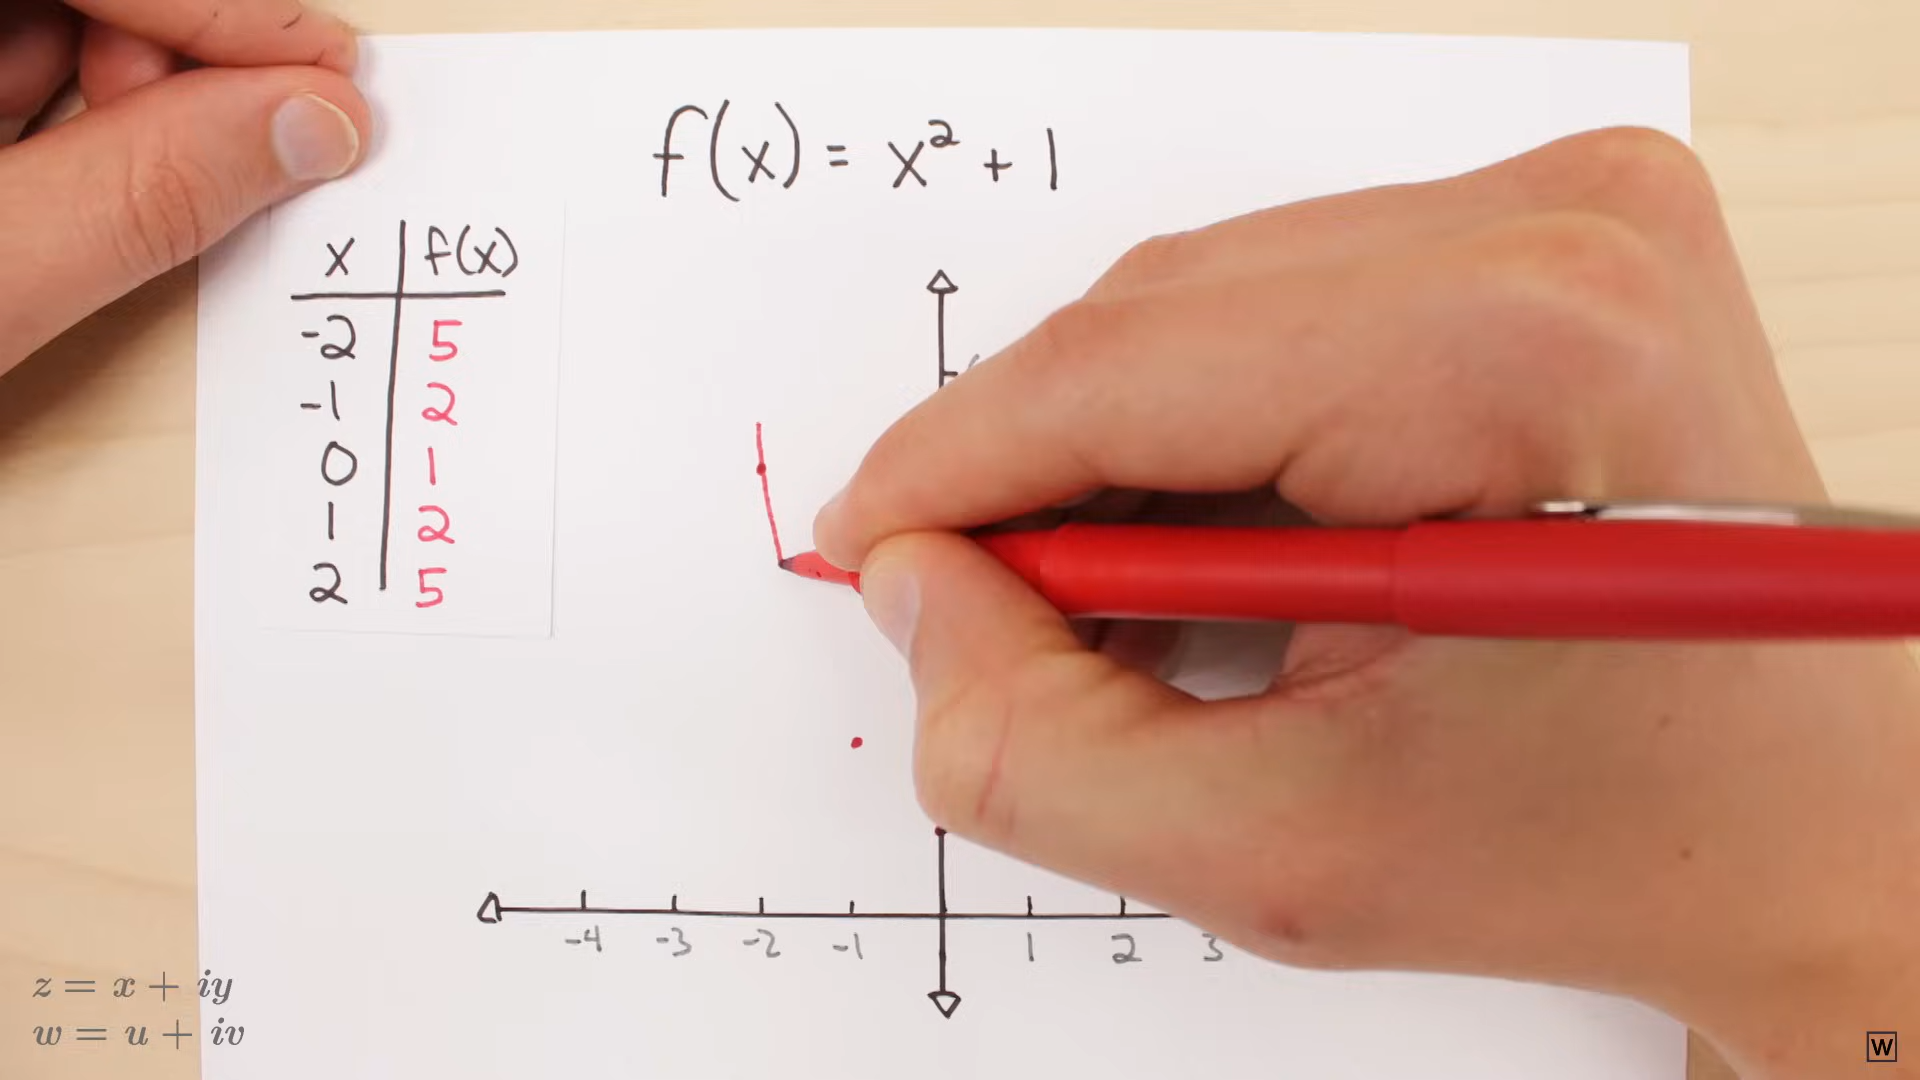 f(x) = x² + 1
x f(x)
-2 5
-1 2
0 1
1 2
2 5
-4 -3 -2 -1 1 2 3
z = x + iy
w = u + iv
W